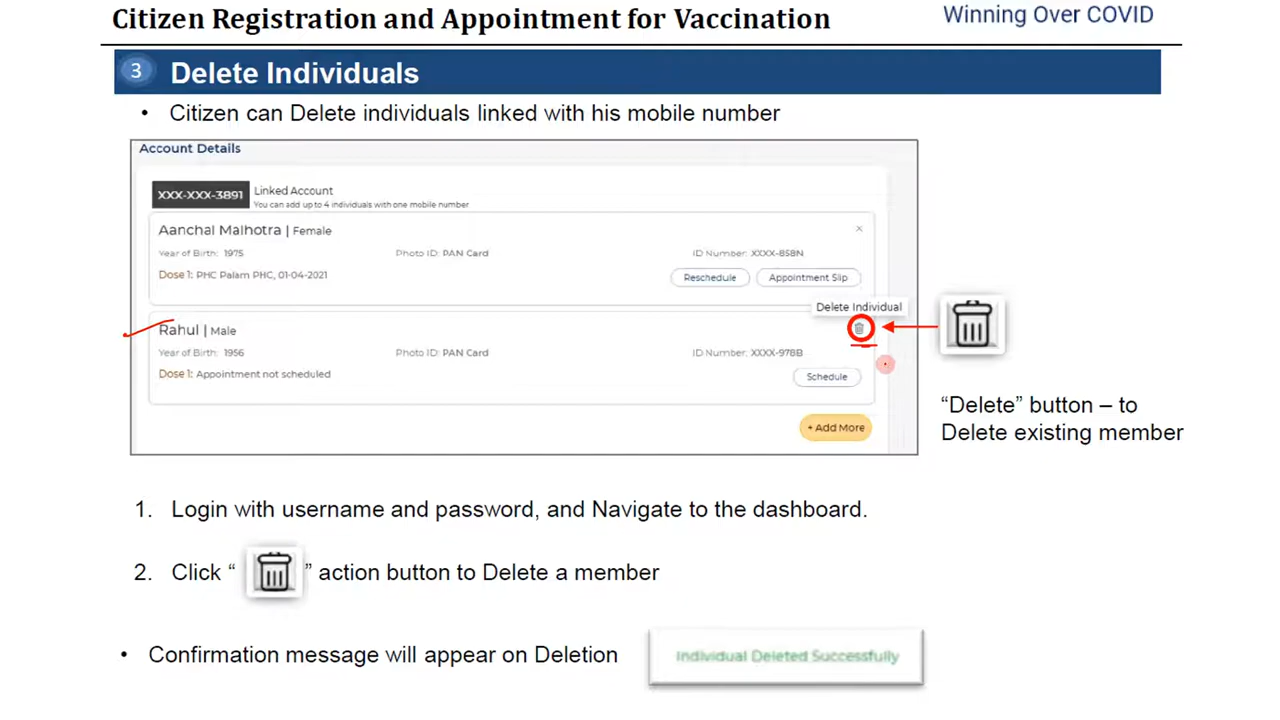 Citizen Registration and Appointment for Vaccination
Winning Over COVID
3 Delete Individuals
• Citizen can Delete individuals linked with his mobile number
Account Details
XXX-XXX-3891 Linked Account
You can add up to 4 individuals with one mobile number
Aanchal Malhotra | Female
Year of Birth: 1975 Photo ID: PAN Card ID Number: XXXX-858N
Dose 1: PHC Palam PHC, 01-04-2021
Reschedule Appointment Slip
Delete Individual
Rahul | Male
Year of Birth: 1956 Photo ID: PAN Card ID Number: XXXX-978B
Dose 1: Appointment not scheduled
Schedule
+ Add More
“Delete” button – to
Delete existing member
1. Login with username and password, and Navigate to the dashboard.
2. Click “ ” action button to Delete a member
• Confirmation message will appear on Deletion
Individual Deleted Successfully